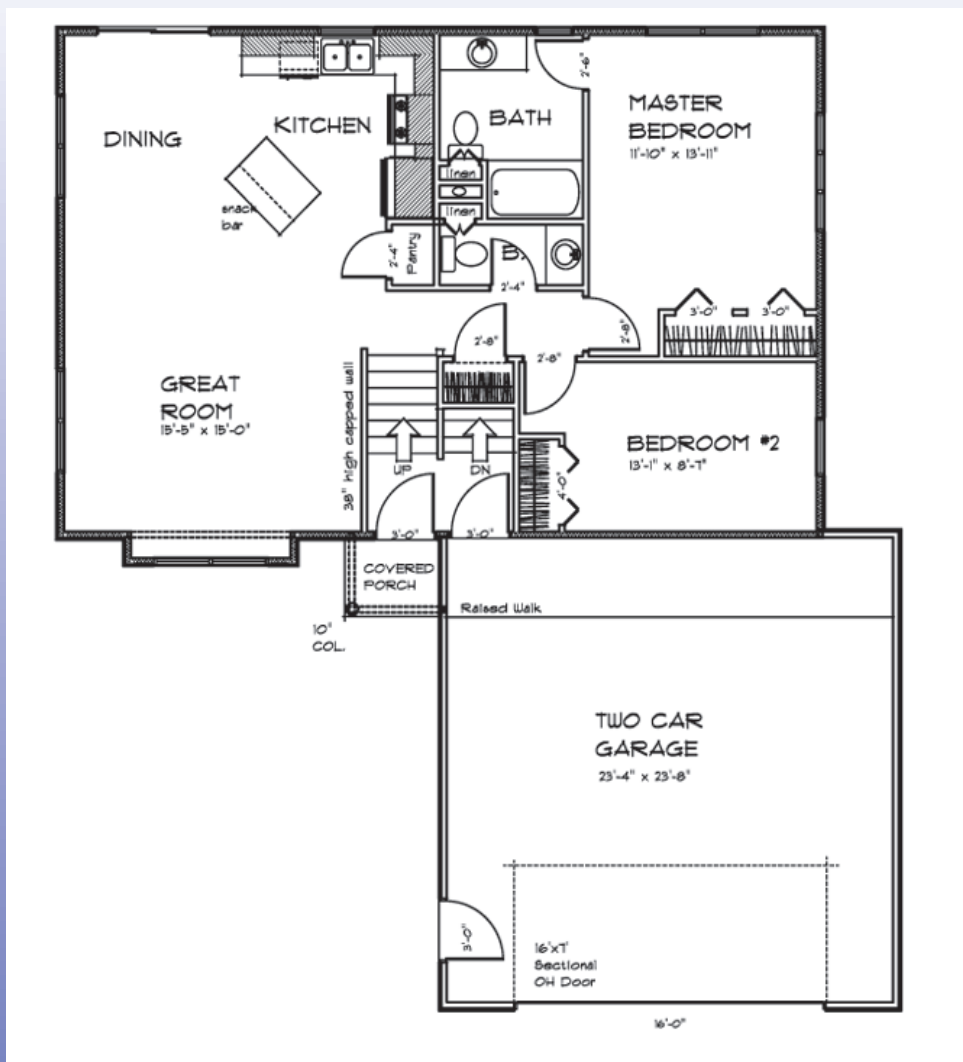 DINING
KITCHEN
snack
bar
BATH
2'-6"
MASTER
BEDROOM
11'-10" x 13'-11"
linen
linen
2'-4"
Pantry
B
2'-4"
3'-0"
3'-0"
2'-8"
2'-8"
2'-8"
GREAT
ROOM
15'-5" x 15'-0"
38" high capped wall
UP
DN
BEDROOM #2
13'-1" x 8'-7"
4'-0"
3'-0"
3'-0"
COVERED
PORCH
Raised Walk
10"
COL.
TWO CAR
GARAGE
23'-4" x 23'-8"
3'-0"
16'x7'
Sectional
OH Door
16'-0"